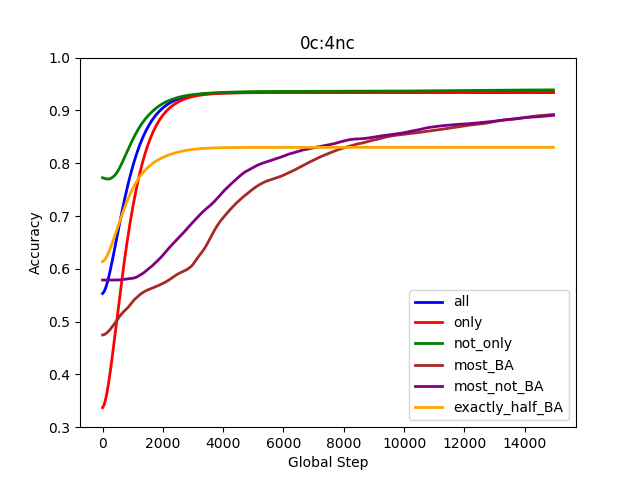 0c:4nc
1.0
0.9
0.8
0.7
0.6
0.5
0.4
0.3
Accuracy
all
only
not_only
most_BA
most_not_BA
exactly_half_BA
0 2000 4000 6000 8000 10000 12000 14000
Global Step